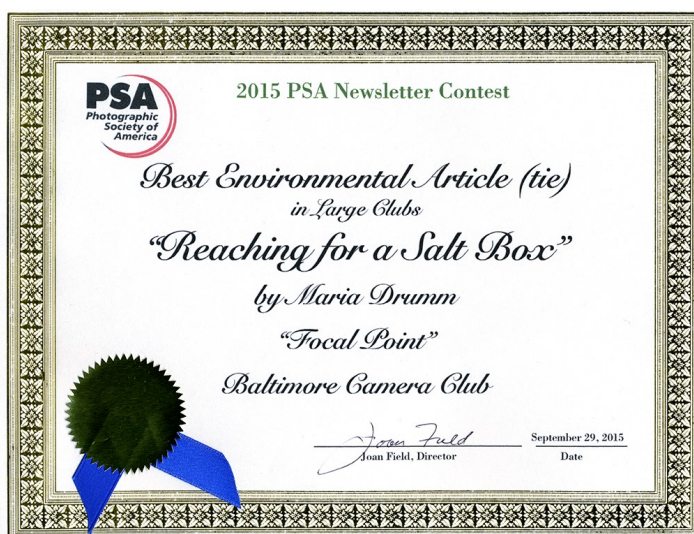 PSA
Photographic
Society of
America
2015 PSA Newsletter Contest
Best Environmental Article (tie)
in Large Clubs
“Reaching for a Salt Box”
by Maria Drumm
“Focal Point”
Baltimore Camera Club
Joan Field
September 29, 2015
Joan Field, Director
Date